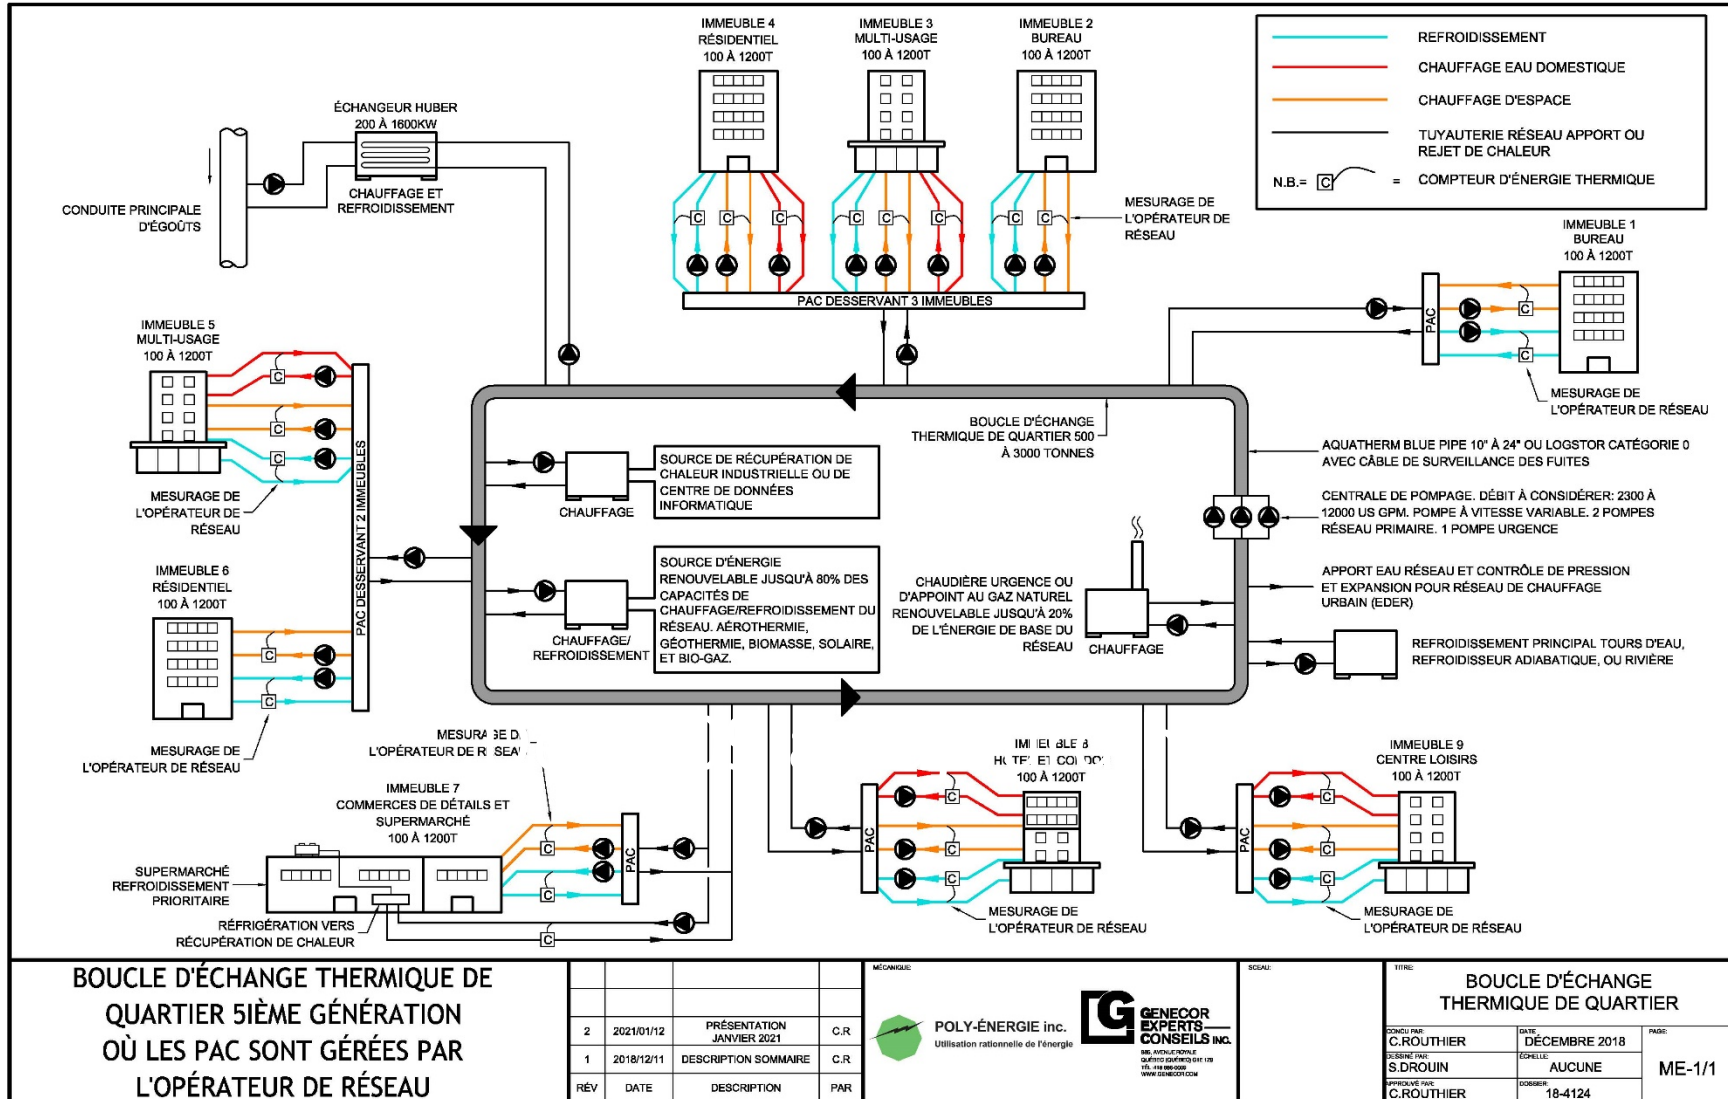 IMMEUBLE 4
RÉSIDENTIEL
100 À 1200T
IMMEUBLE 3
MULTI-USAGE
100 À 1200T
IMMEUBLE 2
BUREAU
100 À 1200T
REFROIDISSEMENT
CHAUFFAGE EAU DOMESTIQUE
CHAUFFAGE D'ESPACE
TUYAUTERIE RÉSEAU APPORT OU
REJET DE CHALEUR
N.B.= C = COMPTEUR D'ÉNERGIE THERMIQUE
ÉCHANGEUR HUBER
200 À 1600KW
CHAUFFAGE ET
REFROIDISSEMENT
CONDUITE PRINCIPALE
D'ÉGOÛTS
C C C C C C C C
MESURAGE DE
L'OPÉRATEUR DE
RÉSEAU
PAC DESSERVANT 3 IMMEUBLES
IMMEUBLE 1
BUREAU
100 À 1200T
PAC
C
C
MESURAGE DE
L'OPÉRATEUR DE RÉSEAU
IMMEUBLE 5
MULTI-USAGE
100 À 1200T
C
C
C
MESURAGE DE
L'OPÉRATEUR DE
RÉSEAU
PAC DESSERVANT 2 IMMEUBLES
IMMEUBLE 6
RÉSIDENTIEL
100 À 1200T
C
C
MESURAGE DE
L'OPÉRATEUR DE RÉSEAU
BOUCLE D'ÉCHANGE
THERMIQUE DE QUARTIER 500
À 3000 TONNES
SOURCE DE RÉCUPÉRATION DE
CHALEUR INDUSTRIELLE OU DE
CENTRE DE DONNÉES
INFORMATIQUE
CHAUFFAGE
SOURCE D'ÉNERGIE
RENOUVELABLE JUSQU'À 80% DES
CAPACITÉS DE
CHAUFFAGE/REFROIDISSEMENT DU
RÉSEAU. AÉROTHERMIE,
GÉOTHERMIE, BIOMASSE, SOLAIRE,
ET BIO-GAZ.
CHAUFFAGE/
REFROIDISSEMENT
CHAUDIÈRE URGENCE OU
D'APPOINT AU GAZ NATUREL
RENOUVELABLE JUSQU'À 20%
DE L'ÉNERGIE DE BASE DU
RÉSEAU
CHAUFFAGE
AQUATHERM BLUE PIPE 10" À 24" OU LOGSTOR CATÉGORIE 0
AVEC CÂBLE DE SURVEILLANCE DES FUITES
CENTRALE DE POMPAGE. DÉBIT À CONSIDÉRER: 2300 À
12000 US GPM. POMPE À VITESSE VARIABLE. 2 POMPES
RÉSEAU PRIMAIRE. 1 POMPE URGENCE
APPORT EAU RÉSEAU ET CONTRÔLE DE PRESSION
ET EXPANSION POUR RÉSEAU DE CHAUFFAGE
URBAIN (EDER)
REFROIDISSEMENT PRINCIPAL TOURS D'EAU,
REFROIDISSEUR ADIABATIQUE, OU RIVIÈRE
L'OPÉRATEUR DE
IMMEUBLE 7
COMMERCES DE DÉTAILS ET
SUPERMARCHÉ
100 À 1200T
SUPERMARCHÉ
REFROIDISSEMENT
PRIORITAIRE
RÉFRIGÉRATION VERS
RÉCUPÉRATION DE CHALEUR
C
C
C
PAC
100 À 1200T
PAC
C
C
C
C
MESURAGE DE
L'OPÉRATEUR DE RÉSEAU
IMMEUBLE 9
CENTRE LOISIRS
100 À 1200T
PAC
C
C
C
MESURAGE DE
L'OPÉRATEUR DE RÉSEAU
BOUCLE D'ÉCHANGE THERMIQUE DE
QUARTIER 5IÈME GÉNÉRATION
OÙ LES PAC SONT GÉRÉES PAR
L'OPÉRATEUR DE RÉSEAU
2 2021/01/12 PRÉSENTATION JANVIER 2021 C.R
1 2018/12/11 DESCRIPTION SOMMAIRE C.R
RÉV DATE DESCRIPTION PAR
MÉCANIQUE:
POLY-ÉNERGIE inc.
Utilisation rationnelle de l'énergie
GENECOR
EXPERTS
CONSEILS INC.
WWW.GENECOR.COM
SCEAU:
TITRE:
BOUCLE D'ÉCHANGE
THERMIQUE DE QUARTIER
CONÇU PAR:
C.ROUTHIER
DATE
DÉCEMBRE 2018
PAGE:
DESSINÉ PAR:
S.DROUIN
ÉCHELLE:
AUCUNE
ME-1/1
APPROUVÉ PAR:
C.ROUTHIER
DOSSIER:
18-4124